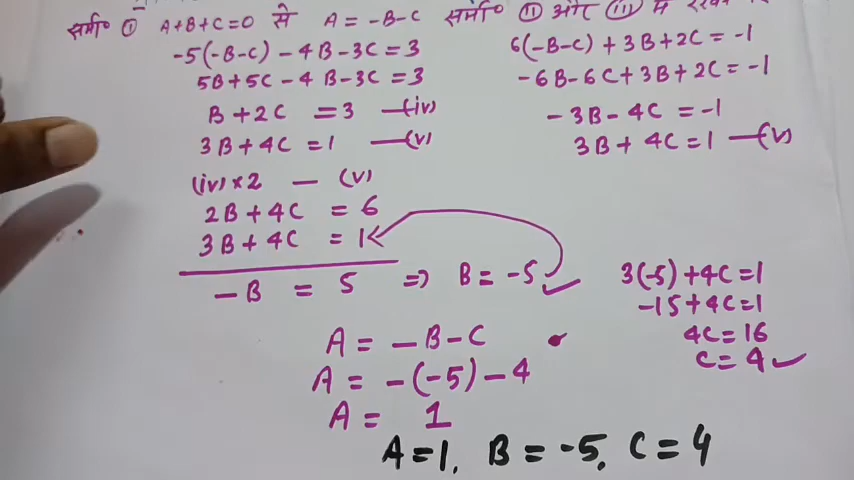 समी० ① A+B+C=0 से A = -B-C समी० ⑪ और ⑪⑪ में
-5(-B-C) - 4B-3C = 3
5B+5C - 4B-3C = 3
B + 2C = 3 —(iv)
3B + 4C = 1 —(v)
(iv)×2 — (v)
2B + 4C = 6
3B + 4C = 1
-B = 5 => B = -5
6(-B-C) + 3B+2C = -1
-6B-6C+3B+2C = -1
-3B-4C = -1
3B+ 4C = 1 —(v)
3(-5)+4C=1
-15+4C=1
4C=16
C=4
A = -B-C
A = -(-5)-4
A = 1
A=1, B = -5, C = 4